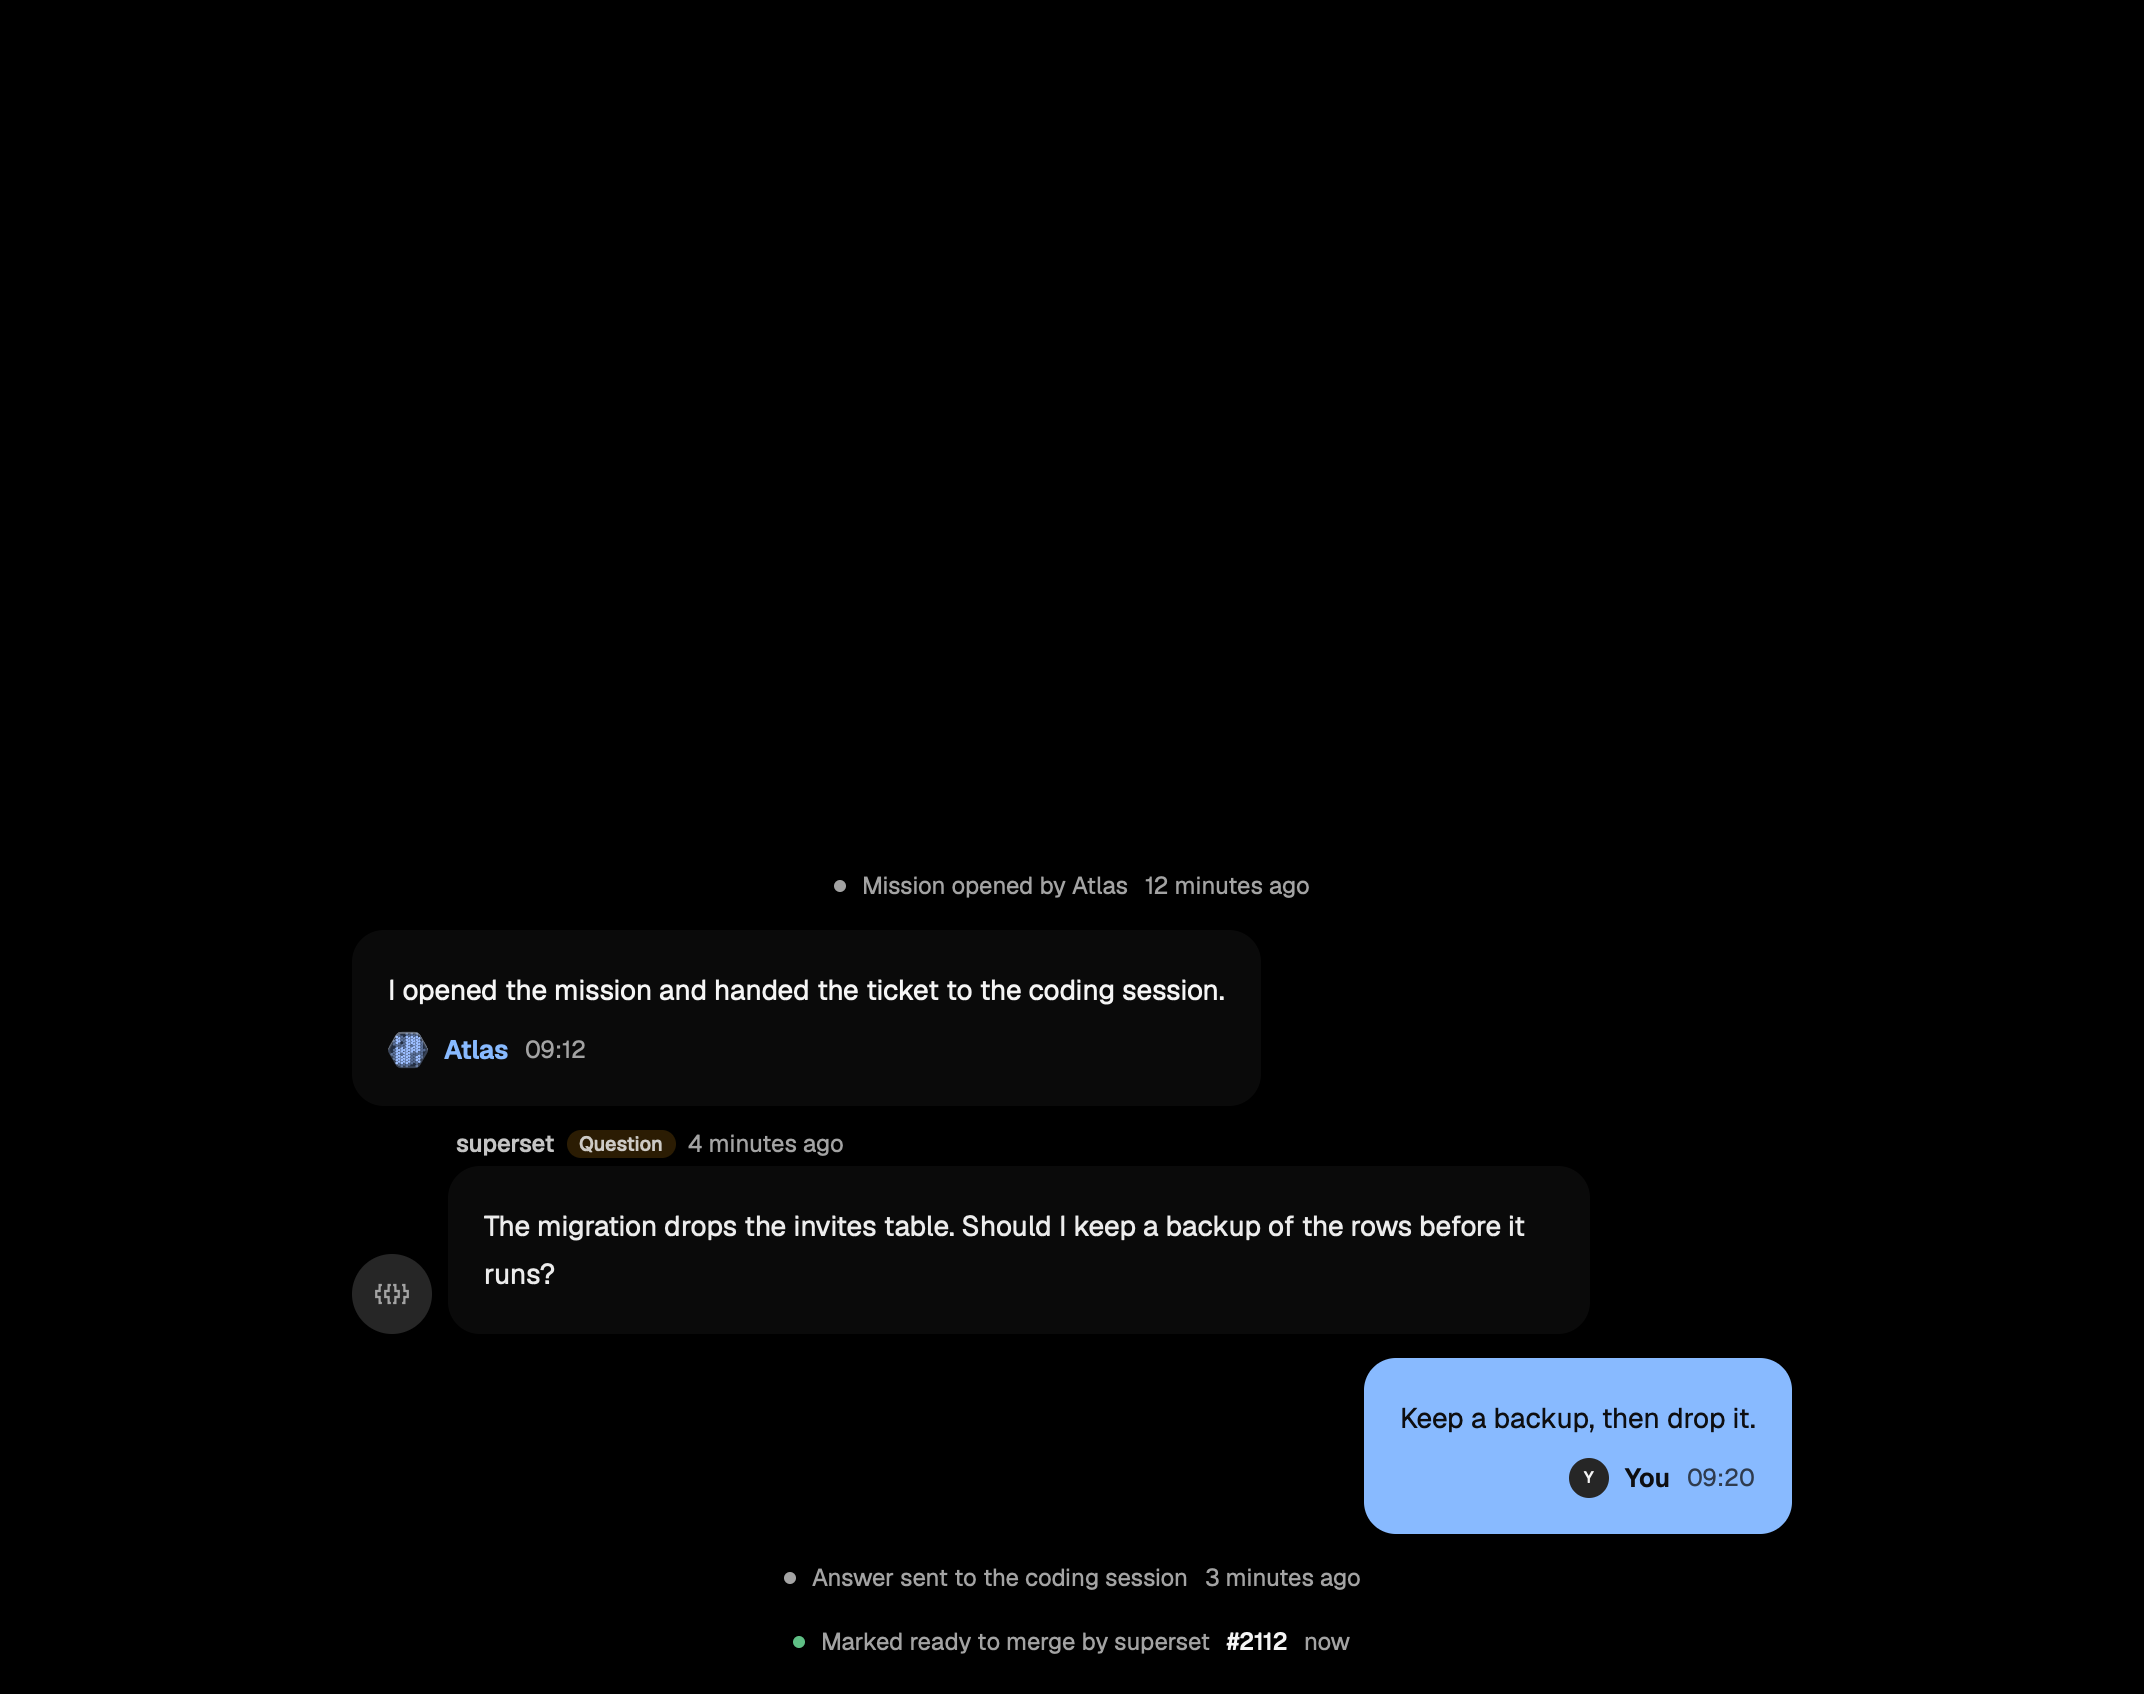 Mission opened by Atlas 12 minutes ago
I opened the mission and handed the ticket to the coding session.
Atlas 09:12
superset Question 4 minutes ago
The migration drops the invites table. Should I keep a backup of the rows before it
runs?
Keep a backup, then drop it.
Y You 09:20
Answer sent to the coding session 3 minutes ago
Marked ready to merge by superset #2112 now